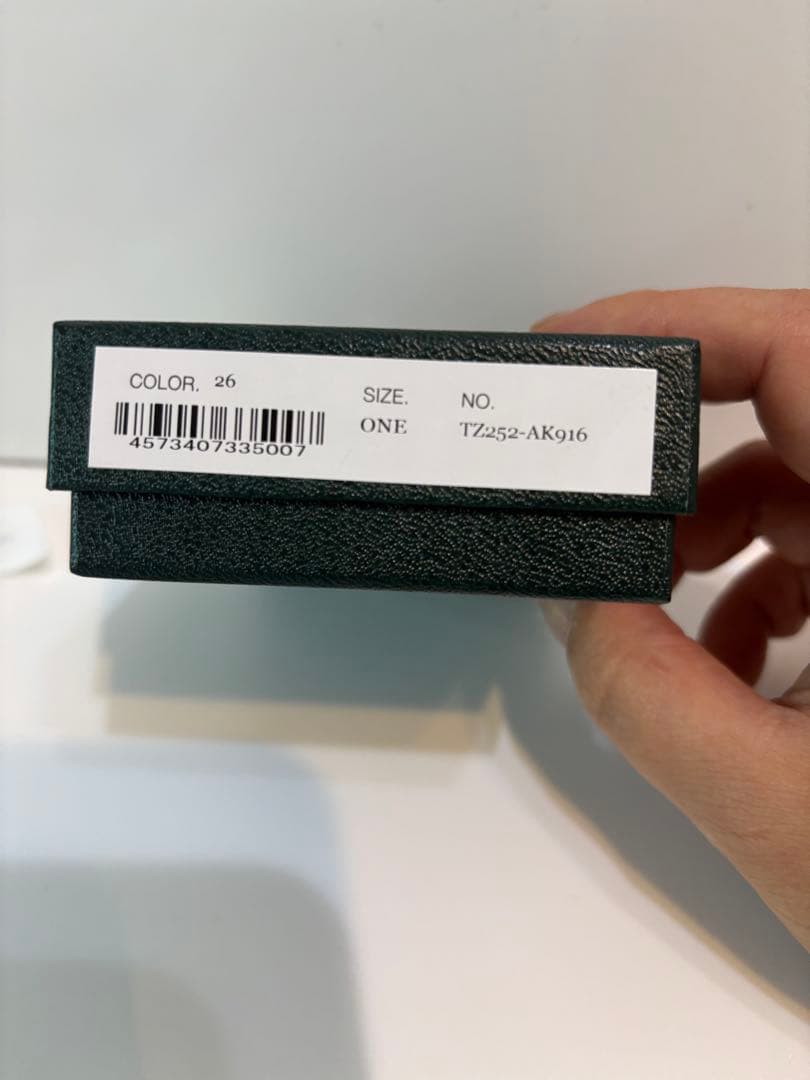 COLOR. 26
4573407335007
SIZE.
ONE
NO.
TZ252-AK916